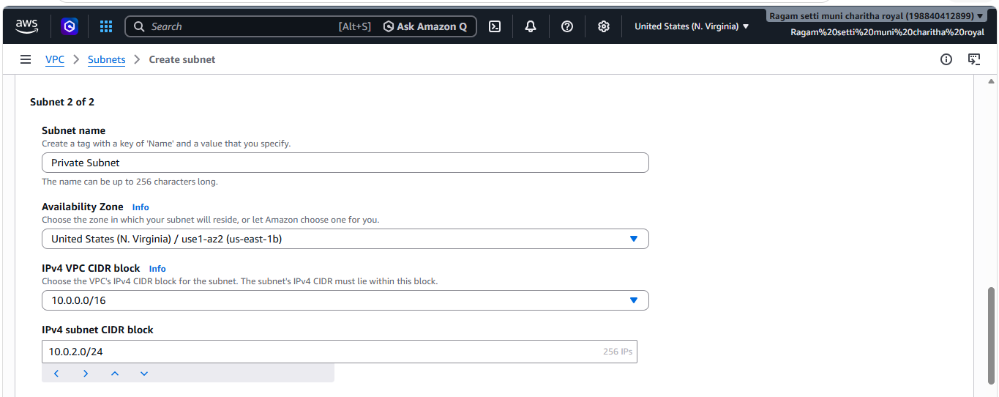 aws
Search [Alt+S] Ask Amazon Q United States (N. Virginia) Ragam setti muni charitha royal (198840412899)
Ragam%20setti%20muni%20charitha%20royal
VPC Subnets Create subnet
Subnet 2 of 2
Subnet name
Create a tag with a key of 'Name' and a value that you specify.
Private Subnet
The name can be up to 256 characters long.
Availability Zone Info
Choose the zone in which your subnet will reside, or let Amazon choose one for you.
United States (N. Virginia) / use1-az2 (us-east-1b)
IPv4 VPC CIDR block Info
Choose the VPC's IPv4 CIDR block for the subnet. The subnet's IPv4 CIDR must lie within this block.
10.0.0.0/16
IPv4 subnet CIDR block
10.0.2.0/24 256 IPs